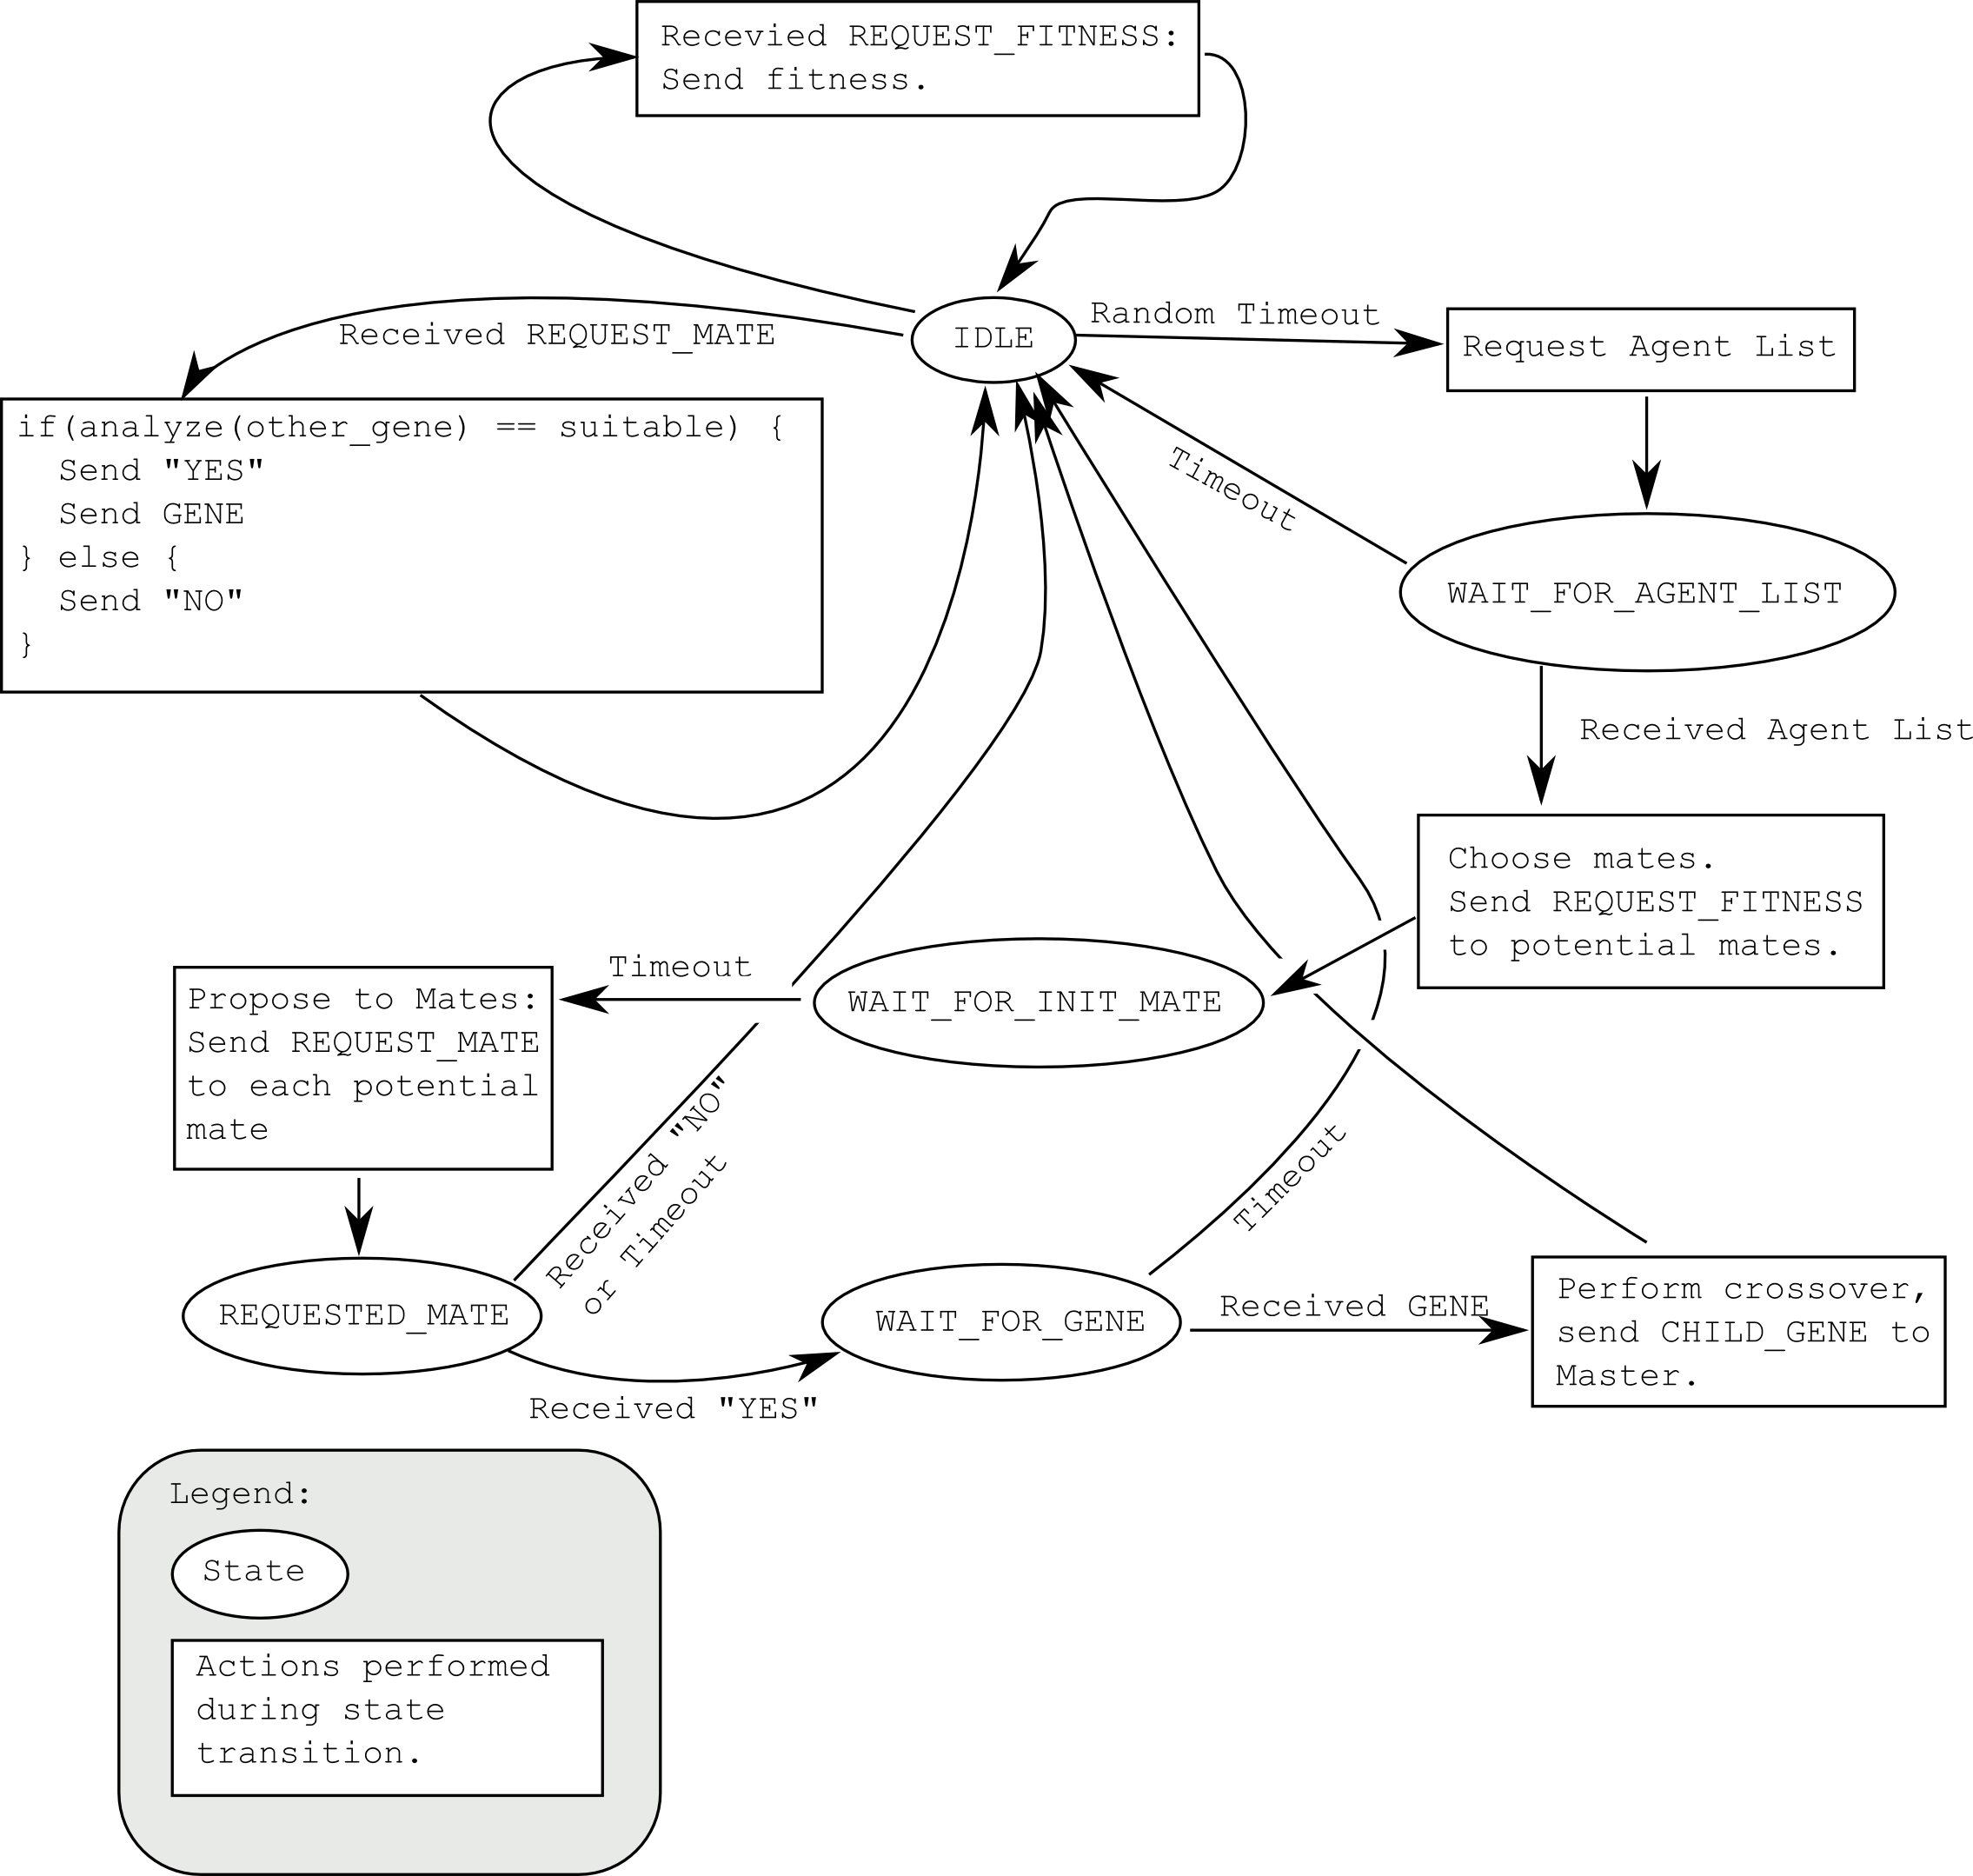 Recevied REQUEST_FITNESS:
Send fitness.
Received REQUEST_MATE
IDLE
Random Timeout
Request Agent List
if(analyze(other_gene) == suitable) {
  Send "YES"
  Send GENE
} else {
  Send "NO"
}
Timeout
WAIT_FOR_AGENT_LIST
Received Agent List
Choose mates.
Send REQUEST_FITNESS
to potential mates.
Timeout
WAIT_FOR_INIT_MATE
Propose to Mates:
Send REQUEST_MATE
to each potential
mate
Received "NO"
or Timeout
Timeout
REQUESTED_MATE
WAIT_FOR_GENE
Received GENE
Perform crossover,
send CHILD_GENE to
Master.
Received "YES"
Legend:
State
Actions performed
during state
transition.